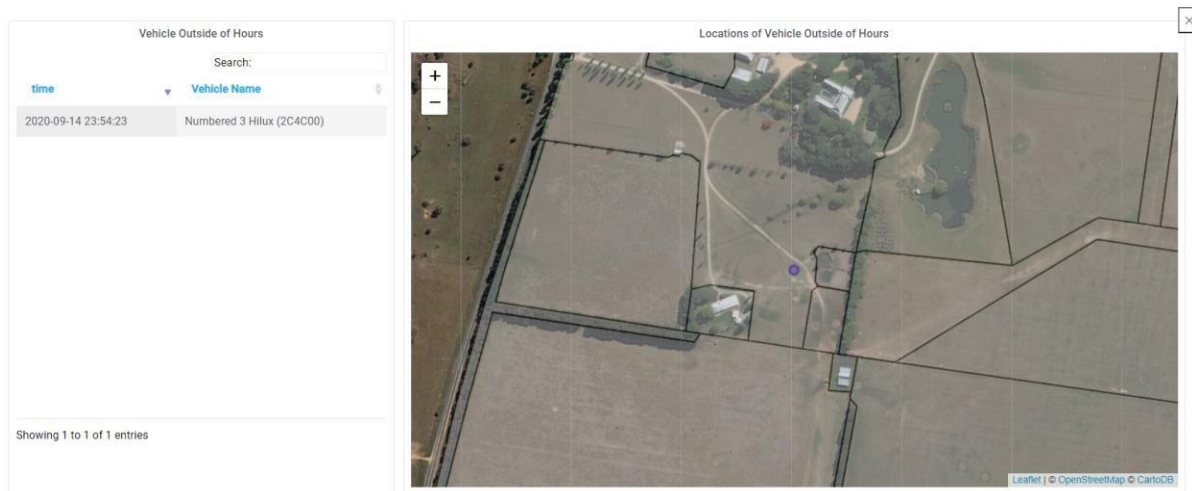 Vehicle Outside of Hours
Search:
time Vehicle Name
2020-09-14 23:54:23 Numbered 3 Hilux (2C4C00)
Showing 1 to 1 of 1 entries
Locations of Vehicle Outside of Hours
+
−
Leaflet | © OpenStreetMap © CartoDB